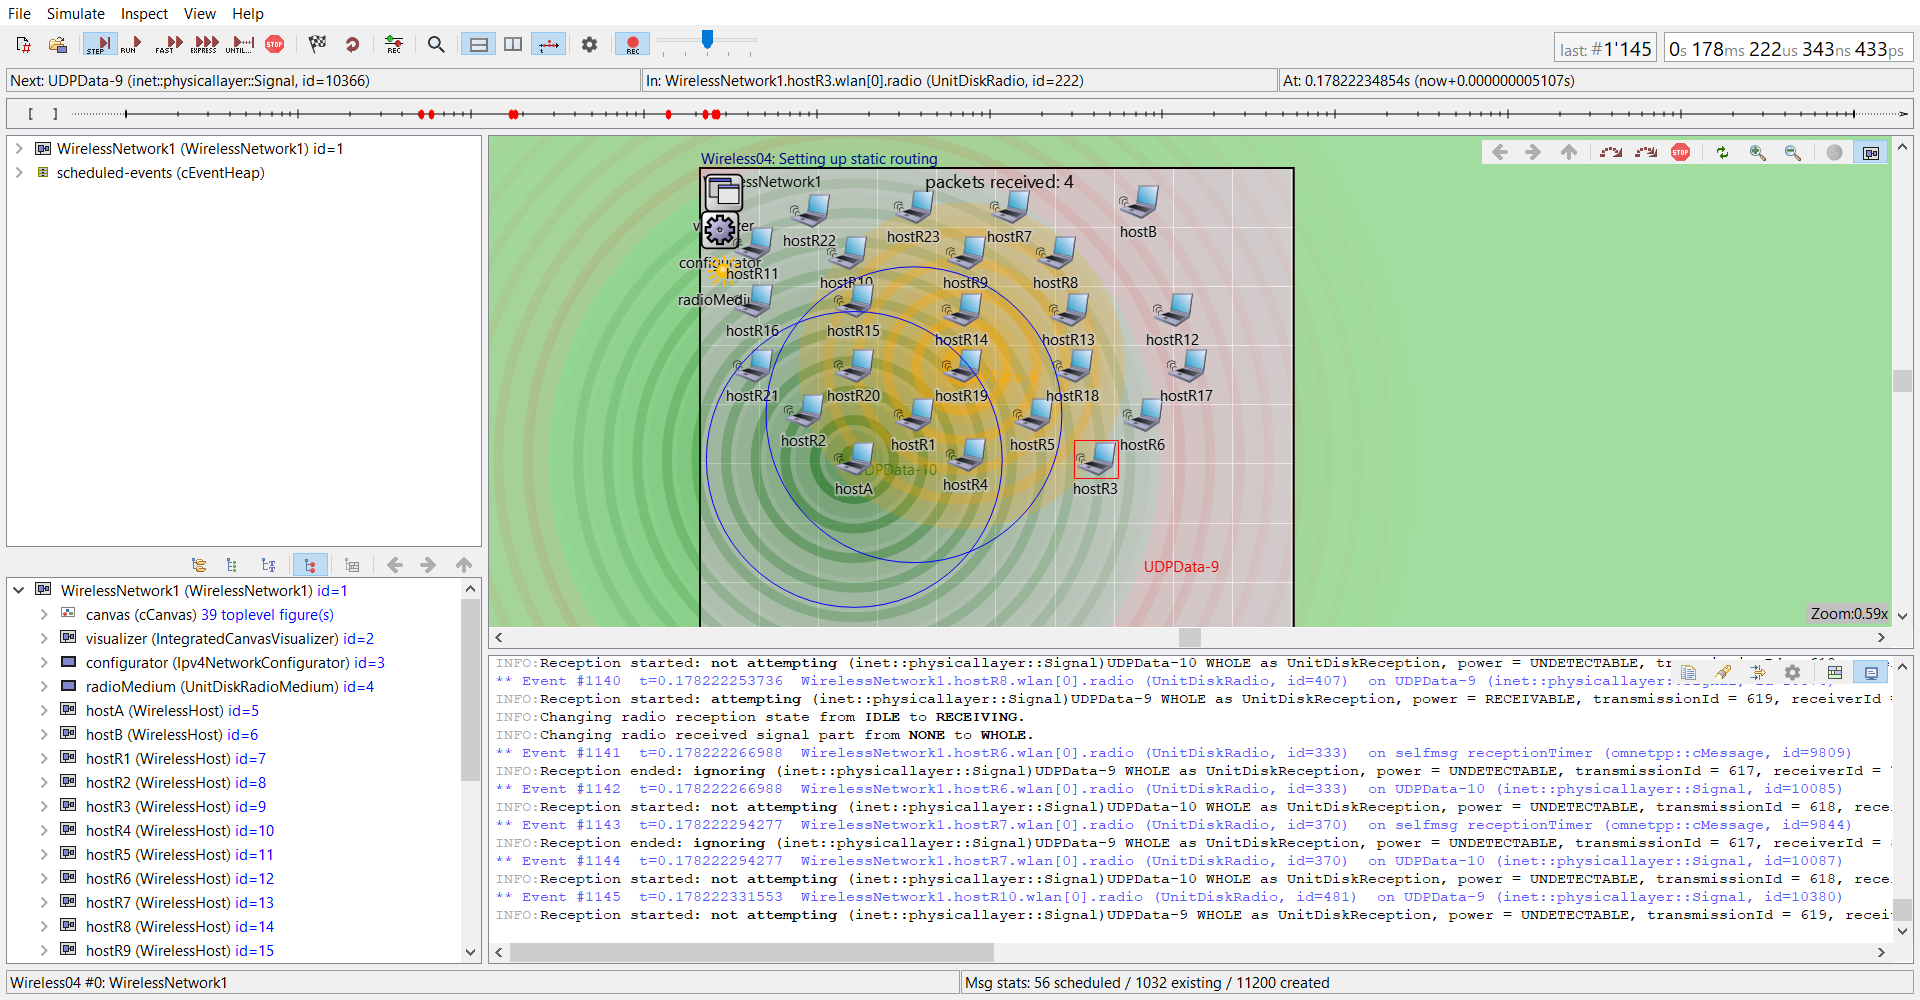 File Simulate Inspect View Help
STEP RUN FAST EXPRESS UNTIL... STOP REC REC
last: #1'145
0s 178ms 222us 343ns 433ps
Next: UDPData-9 (inet::physicallayer::Signal, id=10366)
In: WirelessNetwork1.hostR3.wlan[0].radio (UnitDiskRadio, id=222)
At: 0.17822234854s (now+0.000000005107s)
[ ]
WirelessNetwork1 (WirelessNetwork1) id=1
scheduled-events (cEventHeap)
WirelessNetwork1 (WirelessNetwork1) id=1
canvas (cCanvas) 39 toplevel figure(s)
visualizer (IntegratedCanvasVisualizer) id=2
configurator (Ipv4NetworkConfigurator) id=3
radioMedium (UnitDiskRadioMedium) id=4
hostA (WirelessHost) id=5
hostB (WirelessHost) id=6
hostR1 (WirelessHost) id=7
hostR2 (WirelessHost) id=8
hostR3 (WirelessHost) id=9
hostR4 (WirelessHost) id=10
hostR5 (WirelessHost) id=11
hostR6 (WirelessHost) id=12
hostR7 (WirelessHost) id=13
hostR8 (WirelessHost) id=14
hostR9 (WirelessHost) id=15
Wireless04: Setting up static routing
STOP
essNetwork1
packets received: 4
hostR22
hostR23
hostR7
hostB
configurator
hostR11
hostR10
hostR9
hostR8
radioMedi
hostR16
hostR15
hostR14
hostR13
hostR12
hostR21
hostR20
hostR19
hostR18
hostR17
hostR2
hostR1
hostR5
hostR6
UDPData-10
hostA
hostR4
hostR3
UDPData-9
Zoom:0.59x
INFO:Reception started: not attempting (inet::physicallayer::Signal)UDPData-10 WHOLE as UnitDiskReception, power = UNDETECTABLE,
** Event #1140 t=0.178222253736 WirelessNetwork1.hostR8.wlan[0].radio (UnitDiskRadio, id=407) on UDPData-9 (inet::physicallayer::
INFO:Reception started: attempting (inet::physicallayer::Signal)UDPData-9 WHOLE as UnitDiskReception, power = RECEIVABLE, transmissionId = 619, receiverId =
INFO:Changing radio reception state from IDLE to RECEIVING.
INFO:Changing radio received signal part from NONE to WHOLE.
** Event #1141 t=0.178222266988 WirelessNetwork1.hostR6.wlan[0].radio (UnitDiskRadio, id=333) on selfmsg receptionTimer (omnetpp::cMessage, id=9809)
INFO:Reception ended: ignoring (inet::physicallayer::Signal)UDPData-9 WHOLE as UnitDiskReception, power = UNDETECTABLE, transmissionId = 617, receiverId =
** Event #1142 t=0.178222266988 WirelessNetwork1.hostR6.wlan[0].radio (UnitDiskRadio, id=333) on UDPData-10 (inet::physicallayer::Signal, id=10085)
INFO:Reception started: not attempting (inet::physicallayer::Signal)UDPData-10 WHOLE as UnitDiskReception, power = UNDETECTABLE, transmissionId = 618, recei
** Event #1143 t=0.178222294277 WirelessNetwork1.hostR7.wlan[0].radio (UnitDiskRadio, id=370) on selfmsg receptionTimer (omnetpp::cMessage, id=9844)
INFO:Reception ended: ignoring (inet::physicallayer::Signal)UDPData-9 WHOLE as UnitDiskReception, power = UNDETECTABLE, transmissionId = 617, receiverId =
** Event #1144 t=0.178222294277 WirelessNetwork1.hostR7.wlan[0].radio (UnitDiskRadio, id=370) on UDPData-10 (inet::physicallayer::Signal, id=10087)
INFO:Reception started: not attempting (inet::physicallayer::Signal)UDPData-10 WHOLE as UnitDiskReception, power = UNDETECTABLE, transmissionId = 618, recei
** Event #1145 t=0.178222331553 WirelessNetwork1.hostR10.wlan[0].radio (UnitDiskRadio, id=481) on UDPData-9 (inet::physicallayer::Signal, id=10380)
INFO:Reception started: not attempting (inet::physicallayer::Signal)UDPData-9 WHOLE as UnitDiskReception, power = UNDETECTABLE, transmissionId = 619, receiv
Wireless04 #0: WirelessNetwork1
Msg stats: 56 scheduled / 1032 existing / 11200 created